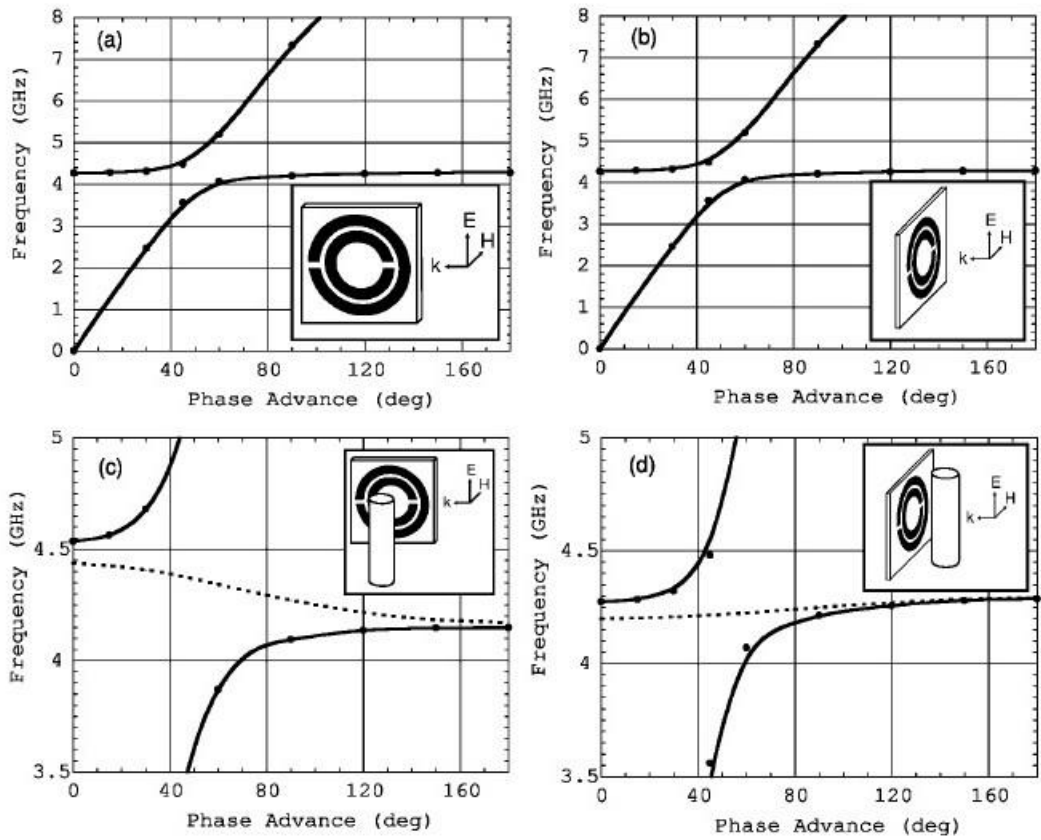 (a)
Frequency (GHz)
8
7
6
5
4
3
2
1
0
0 40 80 120 160
Phase Advance (deg)
E
H
k
(b)
Frequency (GHz)
8
7
6
5
4
3
2
1
0
0 40 80 120 160
Phase Advance (deg)
E
H
k
(c)
Frequency (GHz)
5
4.5
4
3.5
0 40 80 120 160
Phase Advance (deg)
E
H
k
(d)
Frequency (GHz)
5
4.5
4
3.5
0 40 80 120 160
Phase Advance (deg)
E
H
k